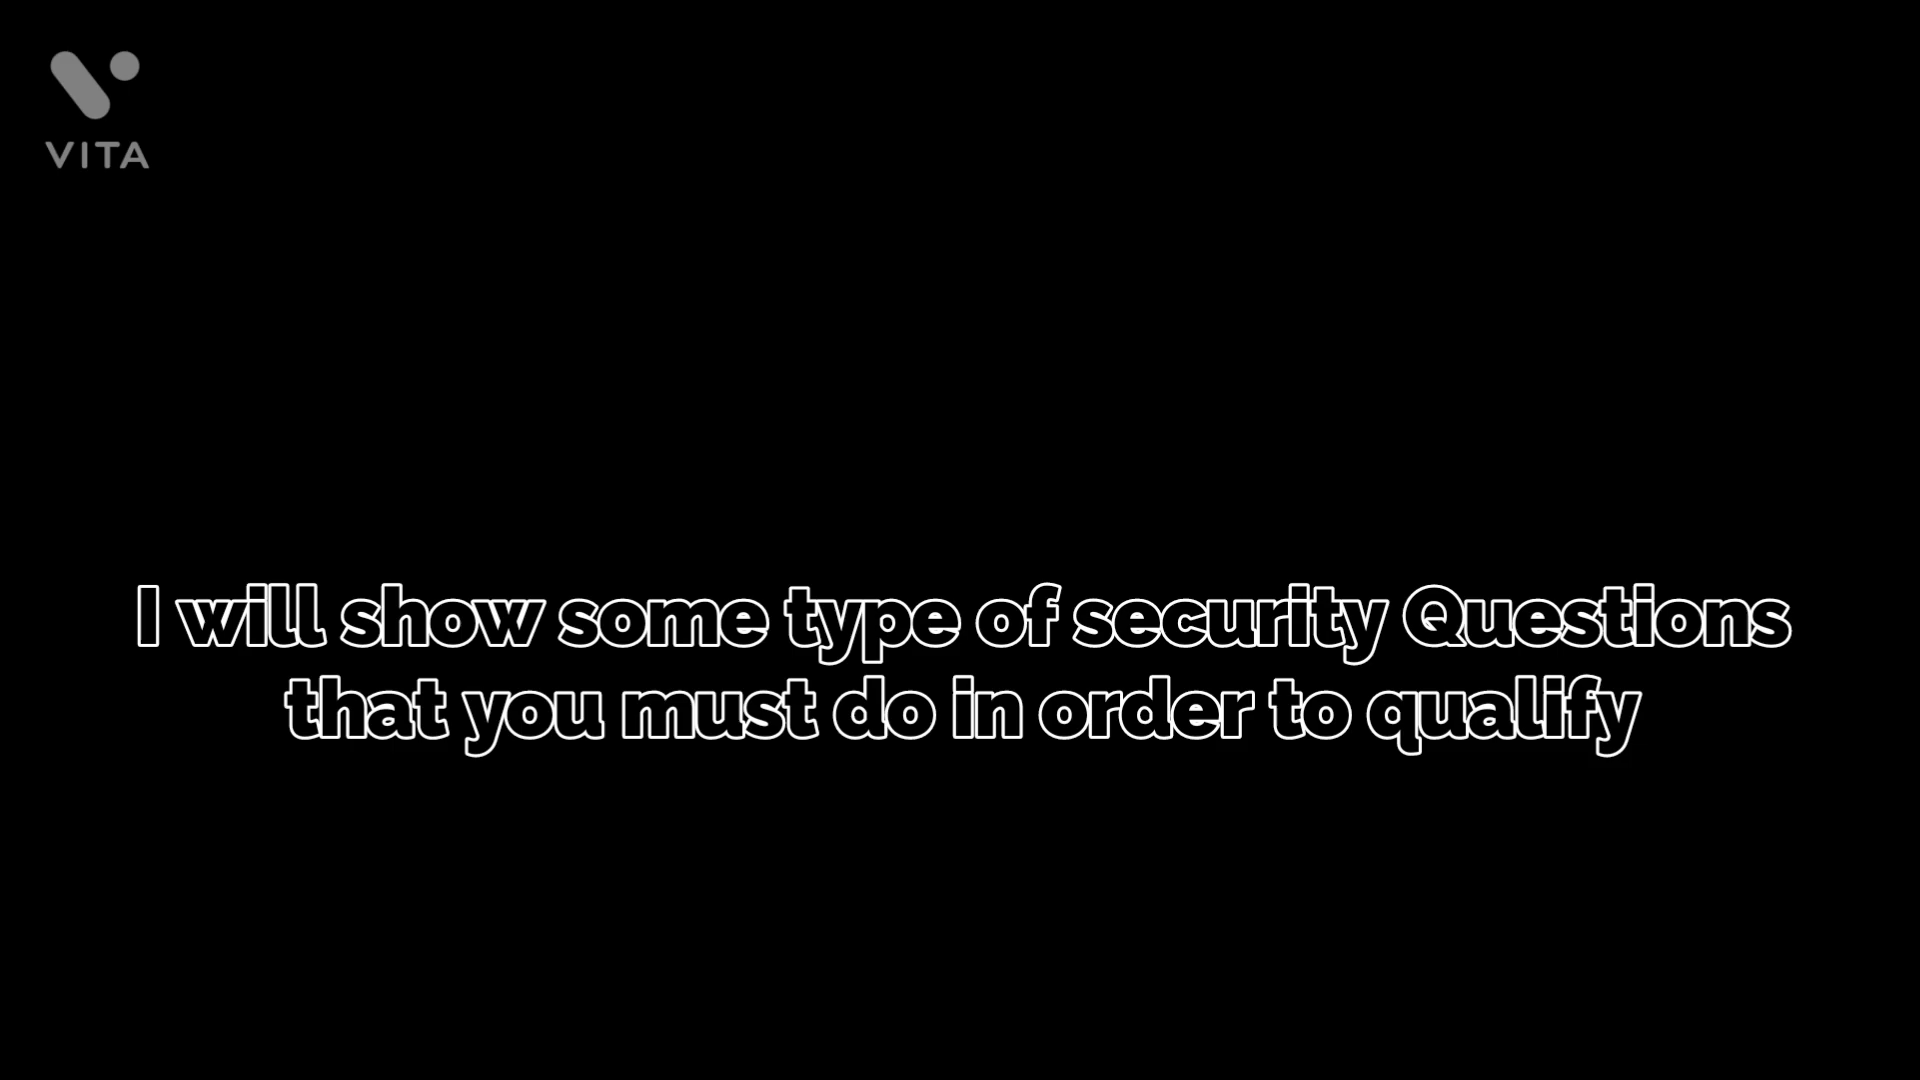 VITA
I will show some type of security Questions
that you must do in order to qualify